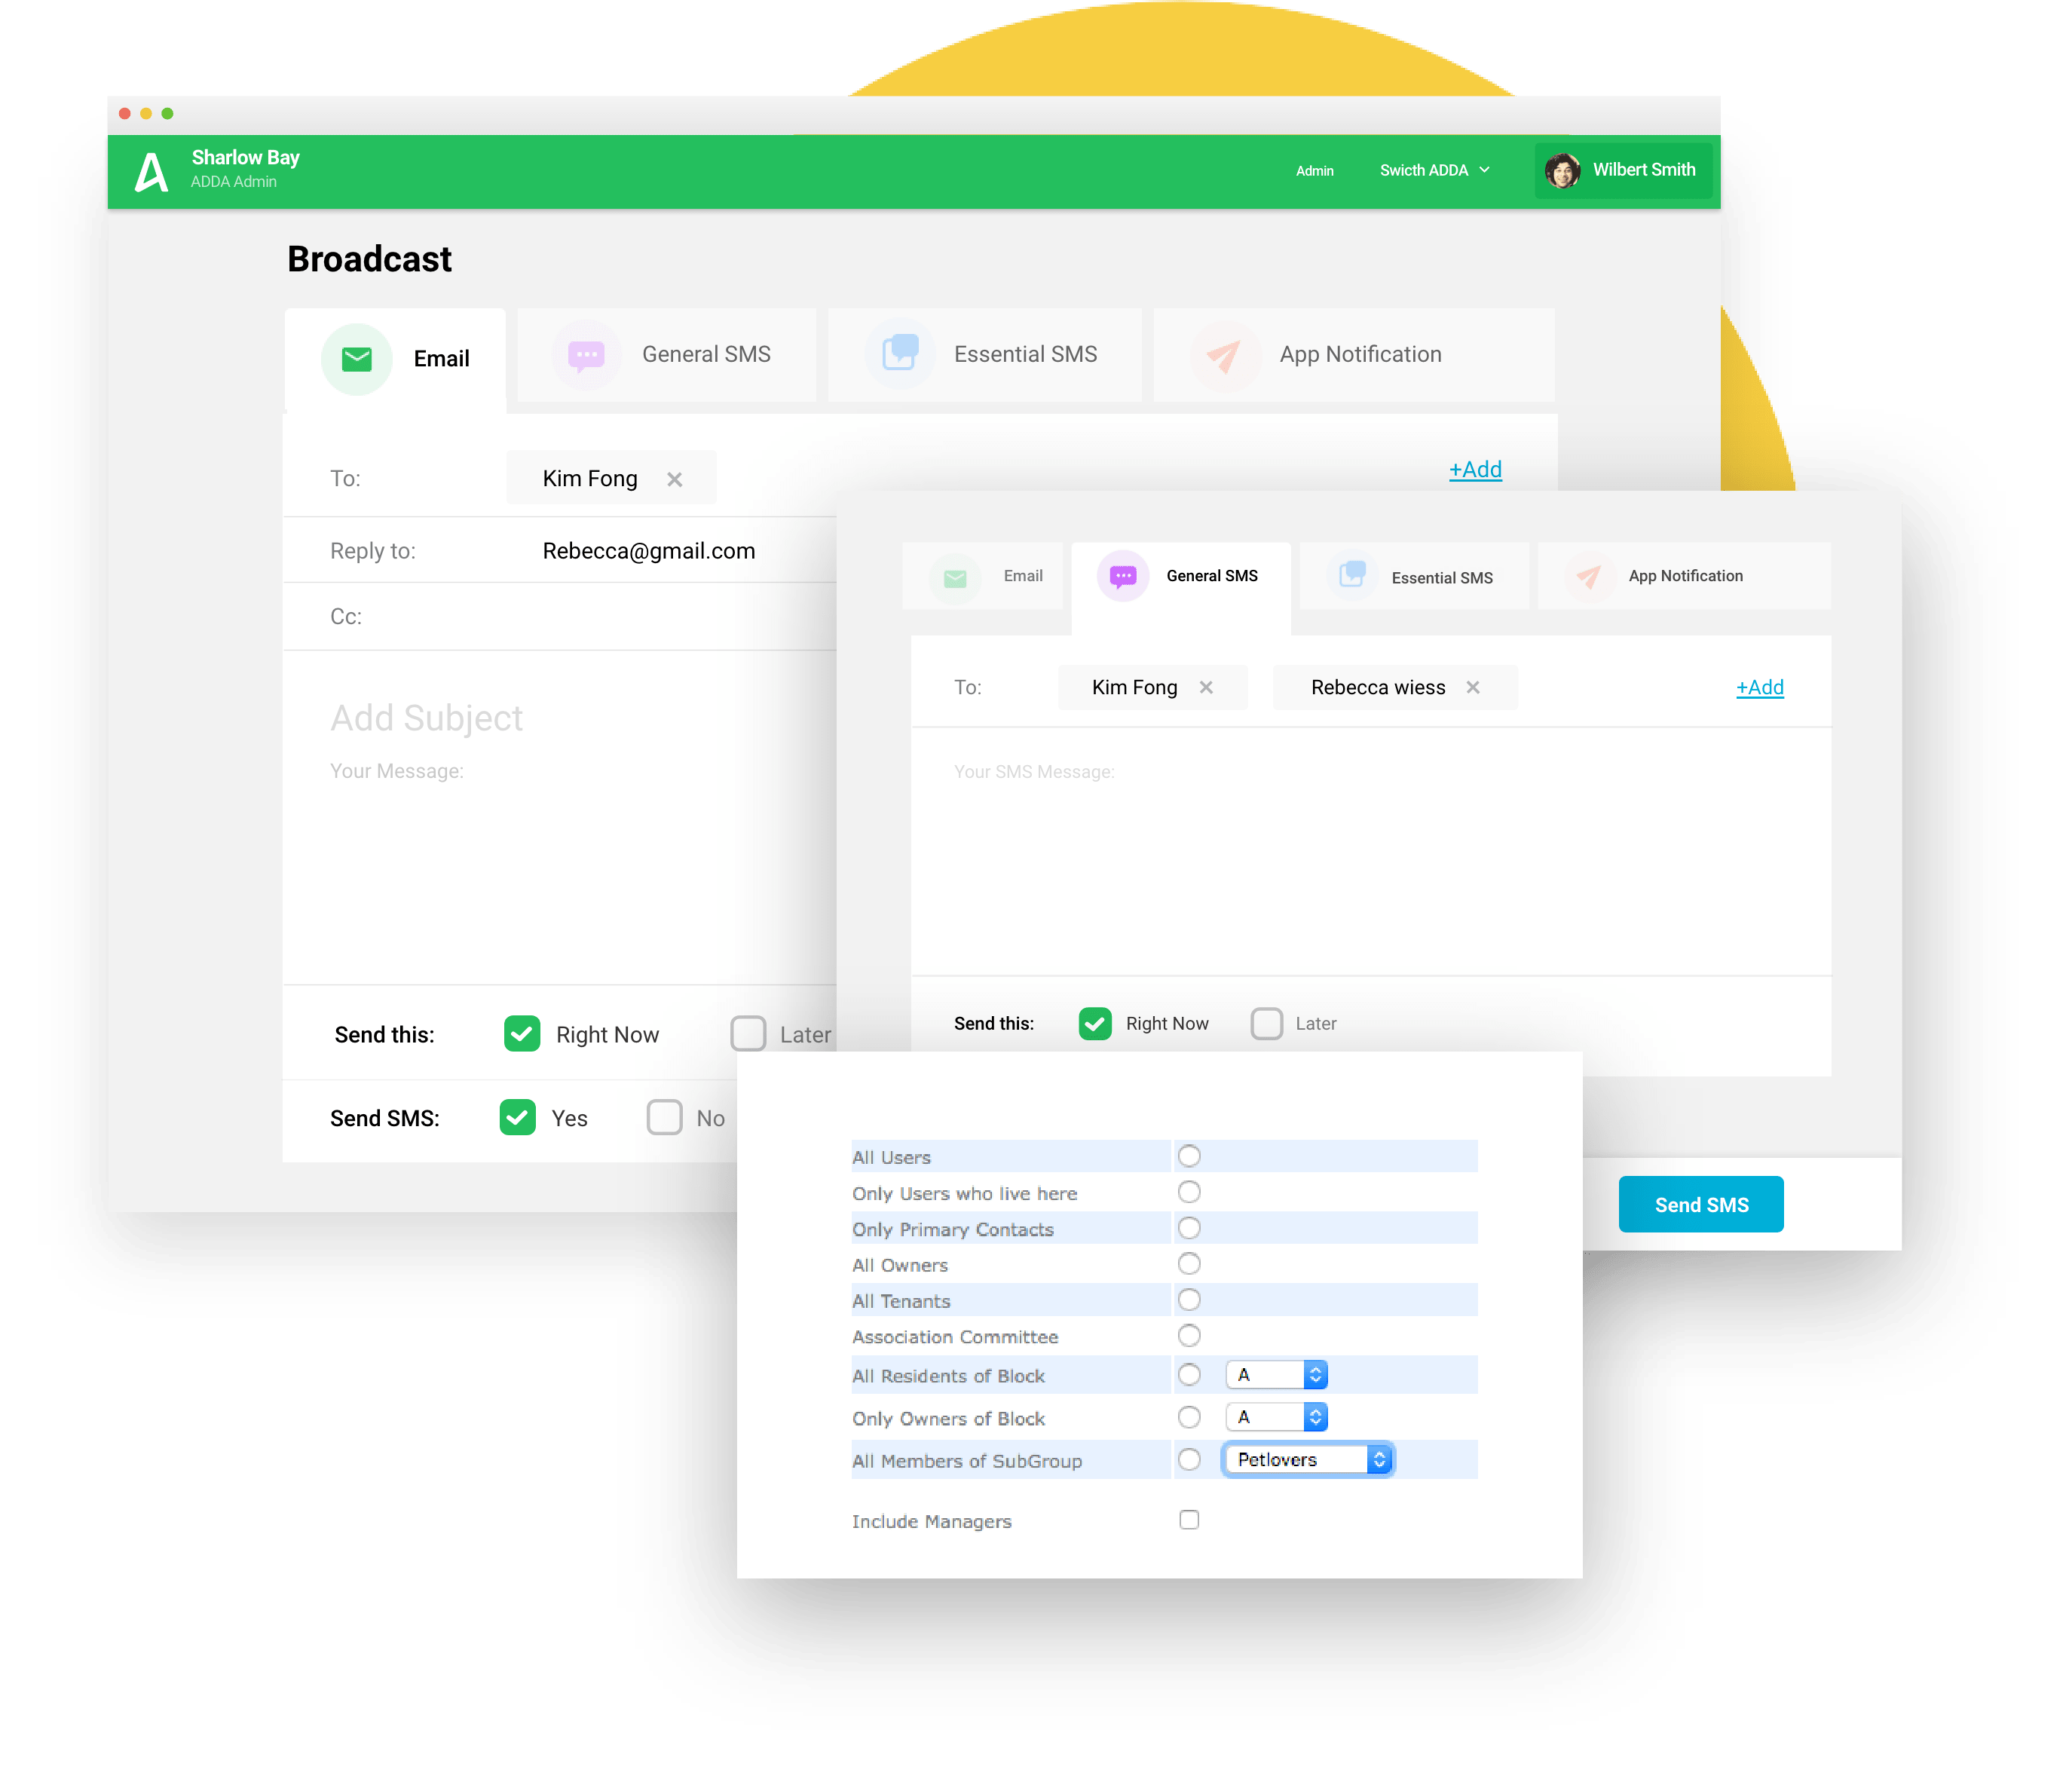 Sharlow Bay
ADDA Admin
Admin
Swicth ADDA
Wilbert Smith
Broadcast
Email
General SMS
Essential SMS
App Notification
To:
Kim Fong
+Add
Reply to:
Rebecca@gmail.com
Cc:
Add Subject
Your Message:
Send this:
Right Now
Later
Send SMS:
Yes
No
Email
General SMS
Essential SMS
App Notification
To:
Kim Fong
Rebecca wiess
+Add
Your SMS Message:
Send this:
Right Now
Later
Send SMS
All Users
Only Users who live here
Only Primary Contacts
All Owners
All Tenants
Association Committee
All Residents of Block
A
Only Owners of Block
A
All Members of SubGroup
Petlovers
Include Managers